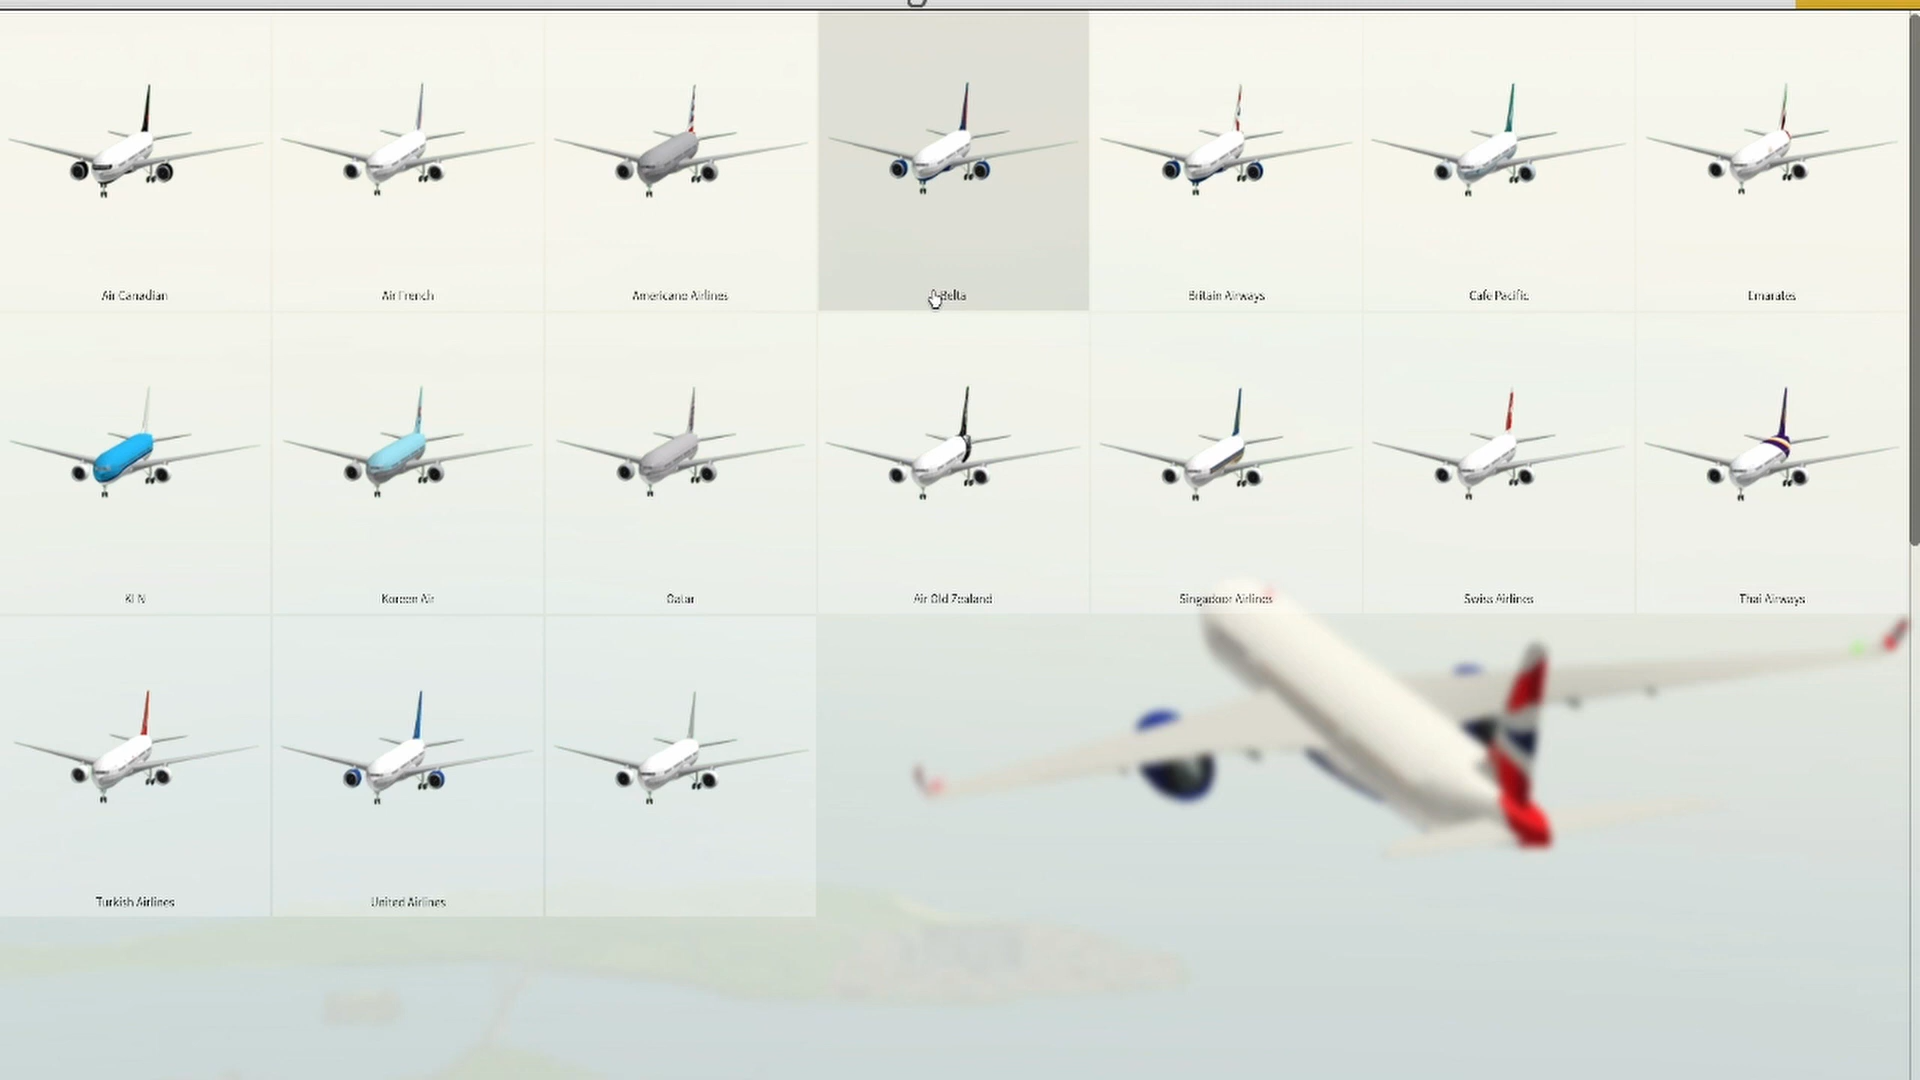 Air Canadian
Air French
Americano Airlines
Belta
Britain Airways
Cafe Pacific
Emarates
KLN
Koreen Air
Qatar
Air Old Zealand
Singadoor Airlines
Swiss Airlines
Thai Airways
Turkish Airlines
United Airlines